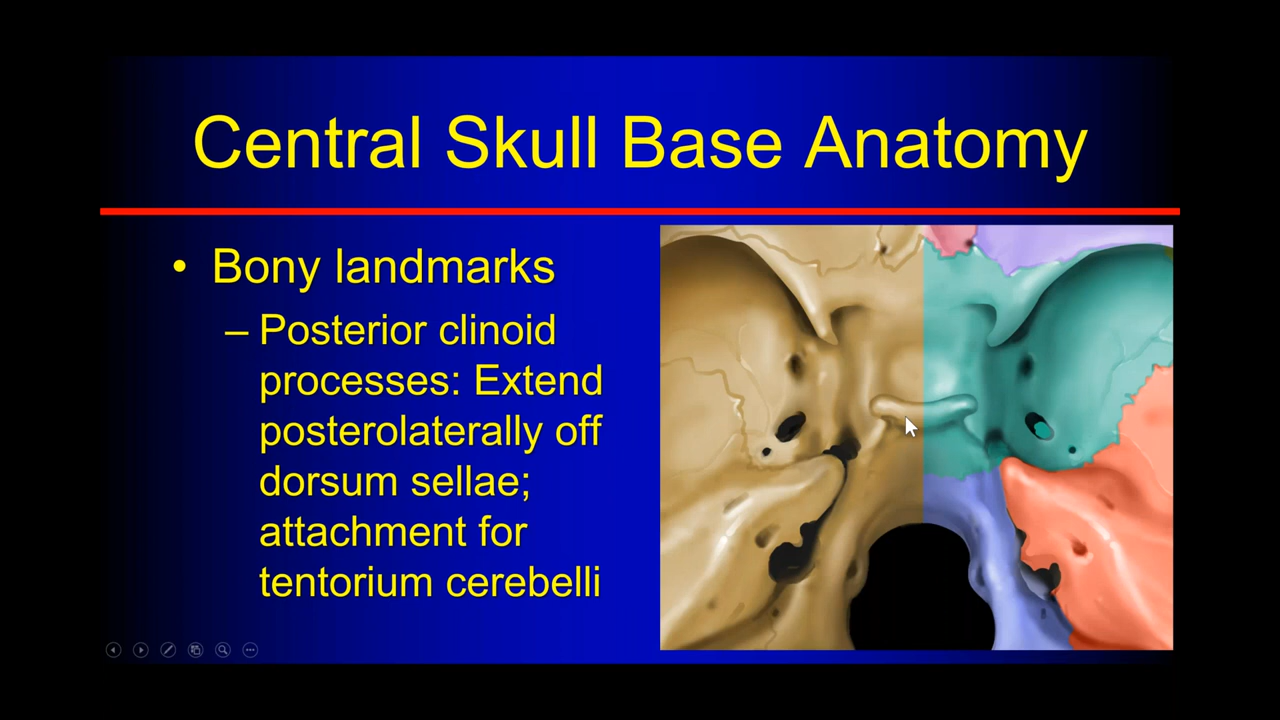 Central Skull Base Anatomy
• Bony landmarks
– Posterior clinoid
processes: Extend
posterolaterally off
dorsum sellae;
attachment for
tentorium cerebelli